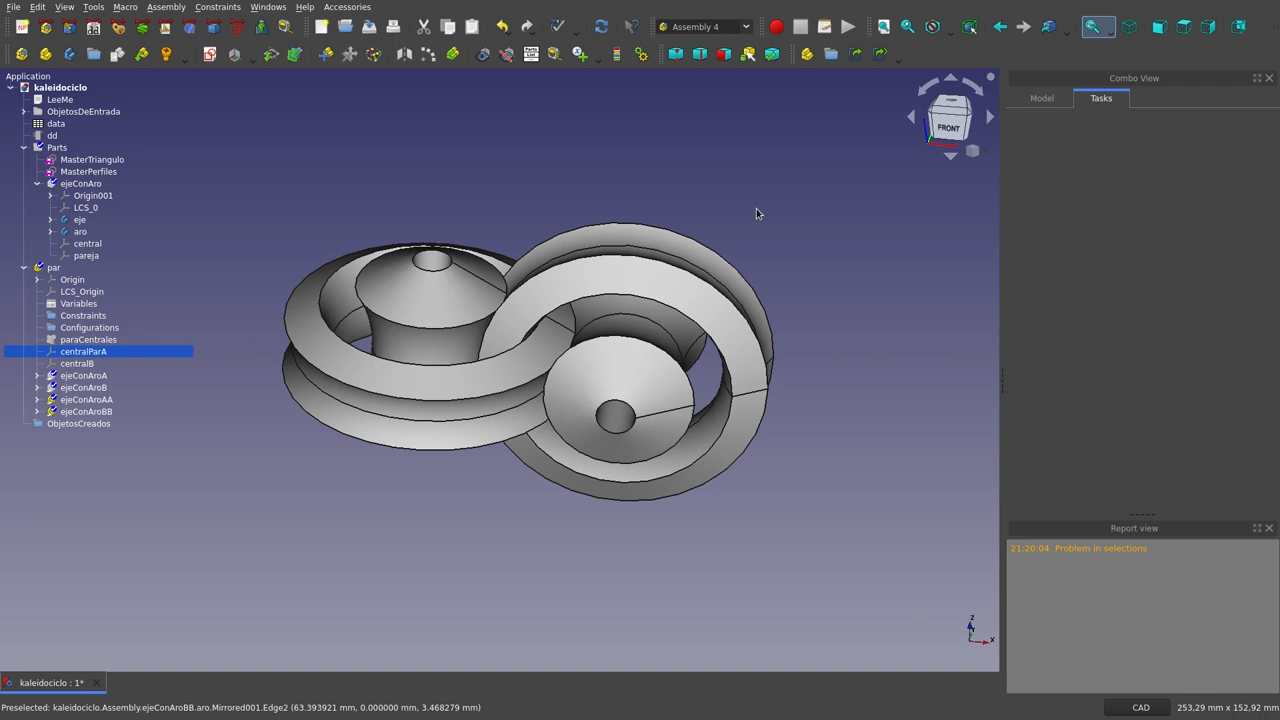 File Edit View Tools Macro Assembly Constraints Windows Help Accessories
Assembly 4
Application
kaleidociclo
LeeMe
ObjetosDeEntrada
data
dd
Parts
MasterTriangulo
MasterPerfiles
ejeConAro
Origin001
LCS_0
eje
aro
central
pareja
par
Origin
LCS_Origin
Variables
Constraints
Configurations
paraCentrales
centralParA
centralB
ejeConAroA
ejeConAroB
ejeConAroAA
ejeConAroBB
ObjetosCreados
FRONT
Z
Y
X
Combo View
Model Tasks
Report view
21:20:04 Problem in selections
kaleidociclo : 1*
Preselected: kaleidociclo.Assembly.ejeConAroBB.aro.Mirrored001.Edge2 (63.393921 mm, 0.000000 mm, 3.468279 mm)
CAD
253,29 mm x 152,92 mm